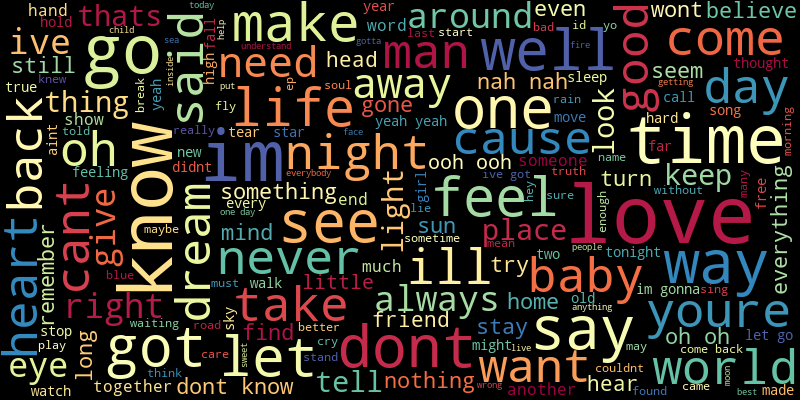 hand
hold
thats
today
said
make
year
around
word
last
start
even
bad
id
yo
good
wont
believe
ive
go
child
help
fall
high
need
head
man
well
understand
gotta
sea
fire
come
still
true
knew
thing
break
yeah
inside
put
ep
soul
away
gone
nah nah
sleep
seem
thought
day
getting
call
song
back
show
told
aint
oh
know
fly
life
yeah yeah
one
rain
move
look
hard
time
morning
feeling
really
new
didnt
tear
star
im
night
face
everybody
cause
ooh ooh
someone
truth
name
far
cant
give
maybe
dream
something
every
end
one day
see
light
girl
lie
ive got
hey
feel
sure
enough
turn
keep
without
many
free
everything
heart
remember
blue
mind
sun
sometime
place
mean
love
people
two
tonight
never
much
ill
try
baby
way
right
must
walk
little
always
home
old
im gonna
sing
anything
youre
stop
play
waiting
road
sky
take
find
better
friend
stay
say
might
oh oh
let go
eye
long
got
care
let
sweet
cry
stand
dont
live
want
may
couldnt
come back
world
watch
together
think
dont know
tell
nothing
wrong
another
hear
found
came
moon
best
made